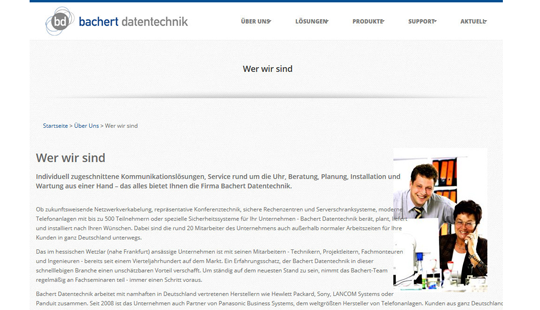 bd bachert datentechnik
ÜBER UNS LÖSUNGEN PRODUKTE SUPPORT AKTUELL
Wer wir sind
Startseite > Über Uns > Wer wir sind
Wer wir sind
Individuell zugeschnittene Kommunikationslösungen, Service rund um die Uhr, Beratung, Planung, Installation und
Wartung aus einer Hand – das alles bietet Ihnen die Firma Bachert Datentechnik.
Ob zukunftsweisende Netzwerkverkabelung, repräsentative Konferenztechnik, sichere Rechenzentren und Serverschranksysteme, moderne
Telefonanlagen mit bis zu 500 Teilnehmern oder spezielle Sicherheitssysteme für Ihr Unternehmen - Bachert Datentechnik berät, plant,
und installiert nach Ihren Wünschen. Dabei sind die rund 20 Mitarbeiter des Unternehmens auch außerhalb normaler Arbeitszeiten für Ihre
Kunden in ganz Deutschland unterwegs.
Das im hessischen Wetzlar (nahe Frankfurt) ansässige Unternehmen ist mit seinen Mitarbeitern - Technikern, Projektleitern, Fachmonteuren
und Ingenieuren - bereits seit einem Vierteljahrhundert auf dem Markt. Ein Erfahrungsschatz, der Bachert Datentechnik in dieser
schnelllebigen Branche einen unschätzbaren Vorteil verschafft. Um ständig auf dem neuesten Stand zu sein, nimmt das Bachert-Team
regelmäßig an Fachseminaren teil - immer einen Schritt voraus.
Bachert Datentechnik arbeitet mit namhaften in Deutschland vertretenen Herstellern wie Hewlett Packard, Sony, LANCOM Systems oder
Panduit zusammen. Seit 2008 ist das Unternehmen auch Partner von Panasonic Business Systems, dem weltgrößten Hersteller von Telefonanlagen. Kunden aus ganz Deutschland